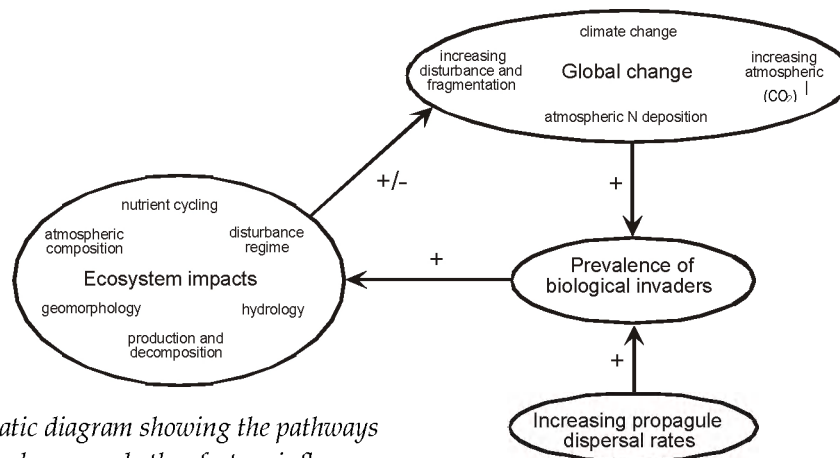 climate change
increasing
disturbance and
fragmentation
Global change
increasing
atmospheric
(CO2)
atmospheric N deposition
+/-
+
nutrient cycling
atmospheric
composition
disturbance
regime
Ecosystem impacts
geomorphology
hydrology
production and
decomposition
+
Prevalence of
biological invaders
+
Increasing propagule
dispersal rates
atic diagram showing the pathways